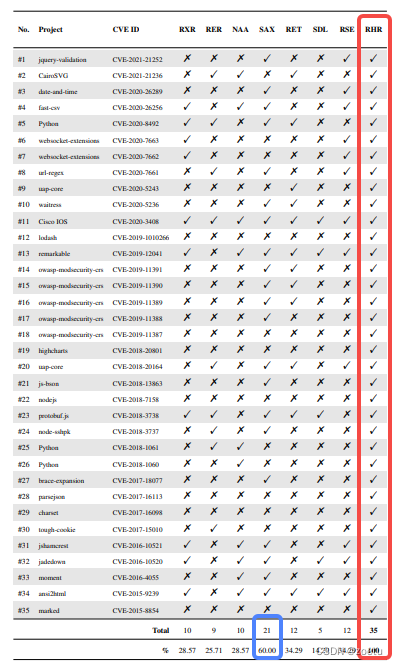 No. Project CVE ID RXR RER NAA SAX RET SDL RSE RHR
#1 jquery-validation CVE-2021-21252
#2 CairoSVG CVE-2021-21236
#3 date-and-time CVE-2020-26289
#4 fast-csv CVE-2020-26256
#5 Python CVE-2020-8492
#6 websocket-extensions CVE-2020-7663
#7 websocket-extensions CVE-2020-7662
#8 url-regex CVE-2020-7661
#9 uap-core CVE-2020-5243
#10 waitress CVE-2020-5236
#11 Cisco IOS CVE-2020-3408
#12 lodash CVE-2019-1010266
#13 remarkable CVE-2019-12041
#14 owasp-modsecurity-crs CVE-2019-11391
#15 owasp-modsecurity-crs CVE-2019-11390
#16 owasp-modsecurity-crs CVE-2019-11389
#17 owasp-modsecurity-crs CVE-2019-11388
#18 owasp-modsecurity-crs CVE-2019-11387
#19 highcharts CVE-2018-20801
#20 uap-core CVE-2018-20164
#21 js-bson CVE-2018-13863
#22 nodejs CVE-2018-7158
#23 protobuf.js CVE-2018-3738
#24 node-sshpk CVE-2018-3737
#25 Python CVE-2018-1061
#26 Python CVE-2018-1060
#27 brace-expansion CVE-2017-18077
#28 parsejson CVE-2017-16113
#29 charset CVE-2017-16098
#30 tough-cookie CVE-2017-15010
#31 jshamcrest CVE-2016-10521
#32 jadedown CVE-2016-10520
#33 moment CVE-2016-4055
#34 ansi2html CVE-2015-9239
#35 marked CVE-2015-8854
Total 10 9 10 21 12 5 12 35
% 28.57 25.71 28.57 60.00 34.29 100